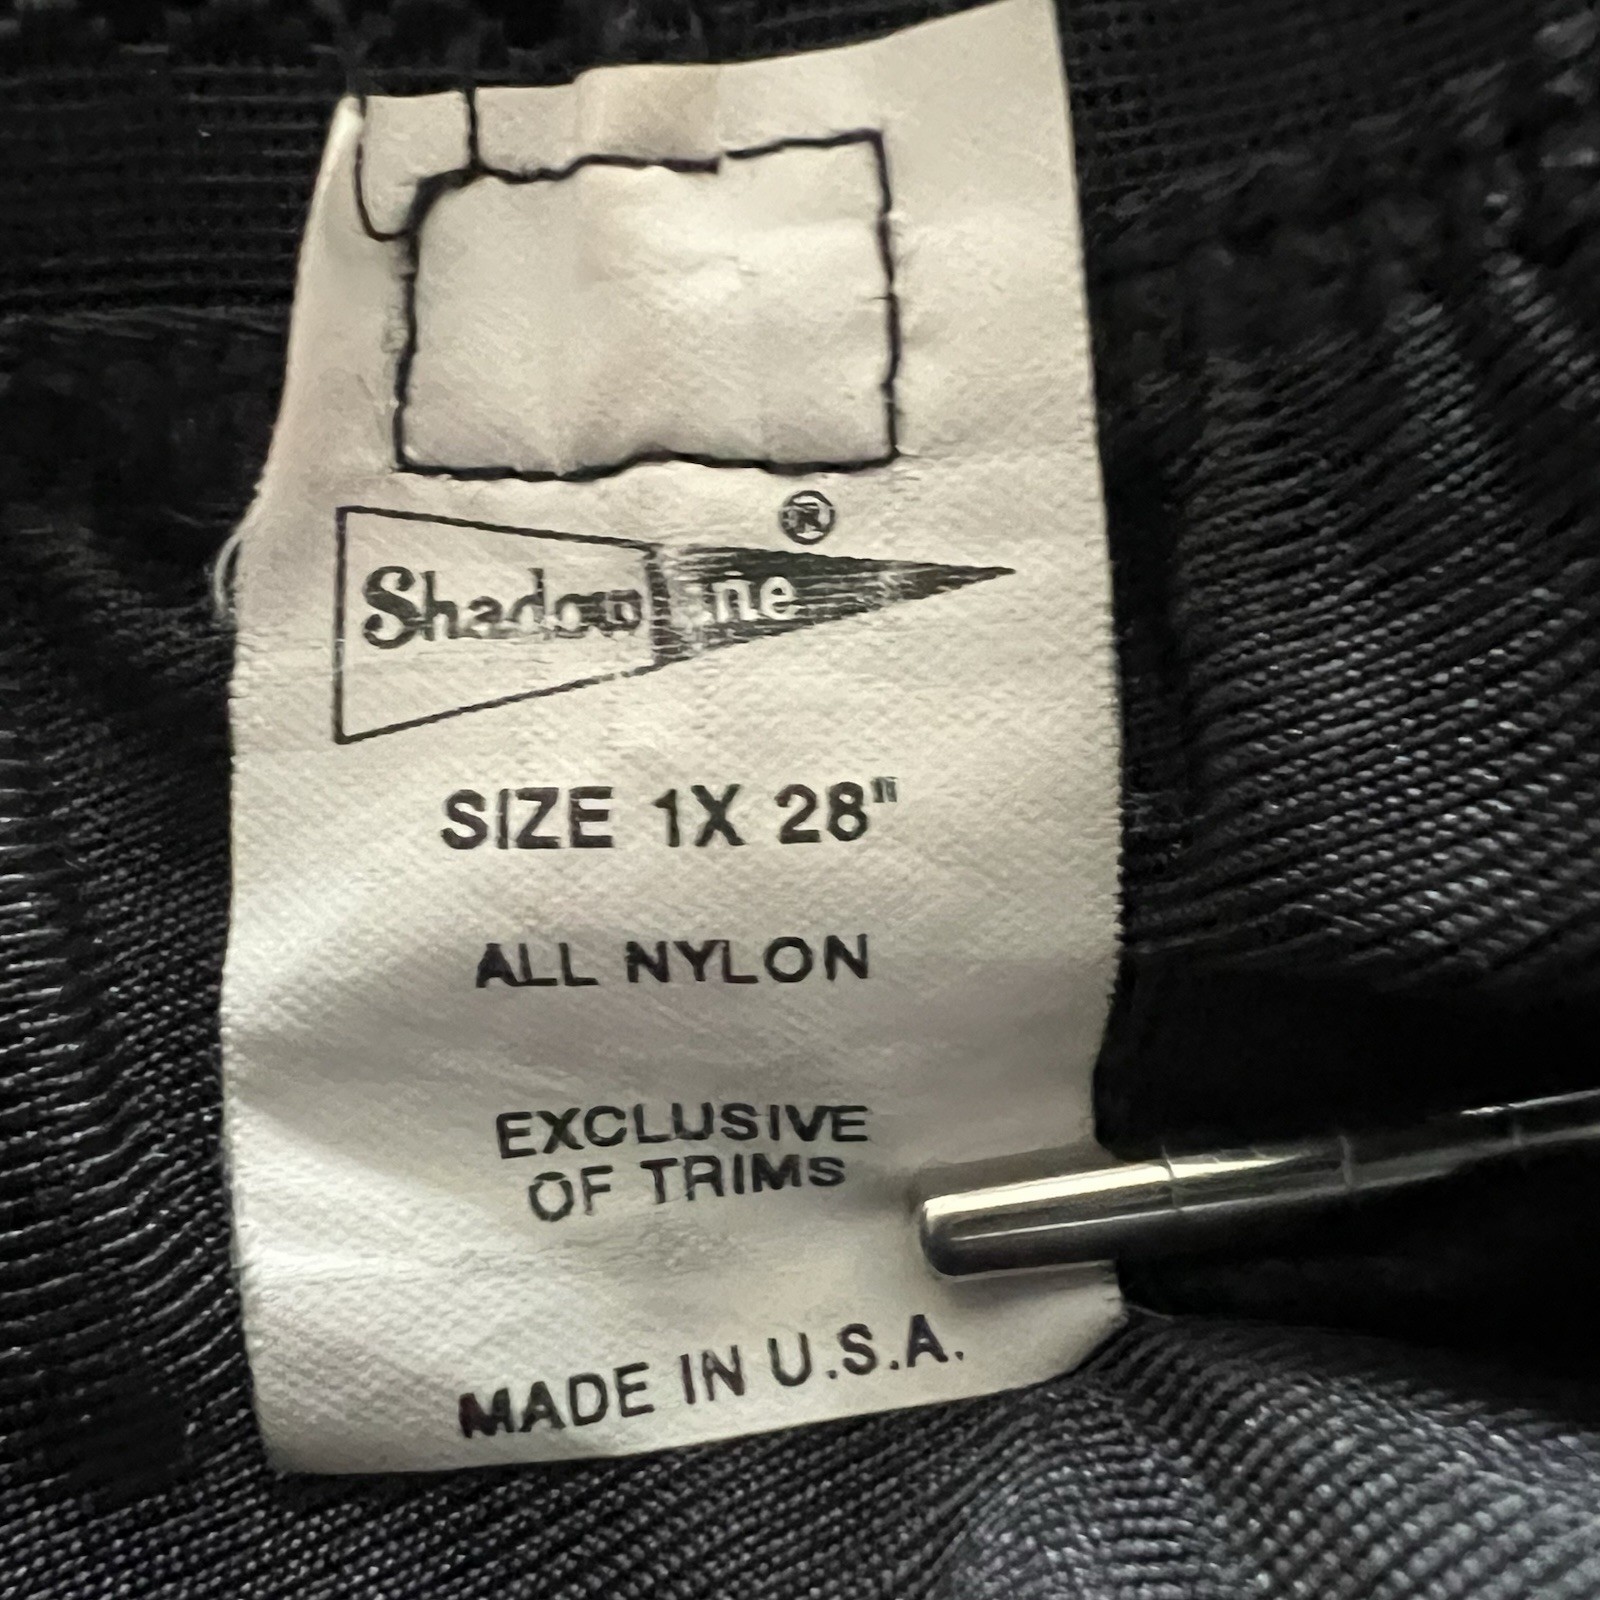 ®
Shadowline
SIZE 1X 28"
ALL NYLON
EXCLUSIVE
OF TRIMS
MADE IN U.S.A.